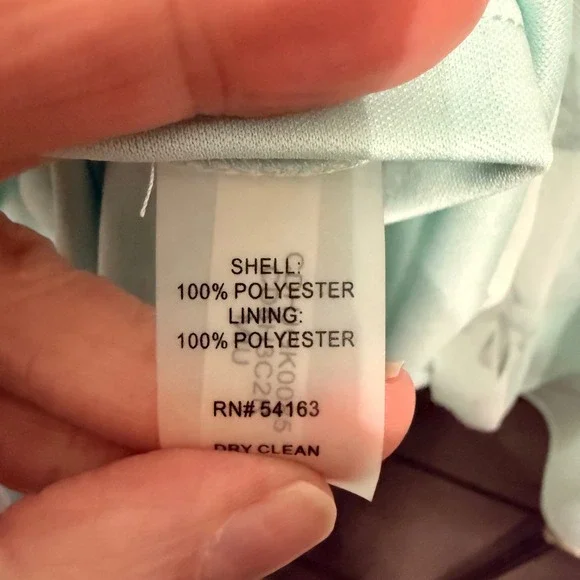 SHELL:
100% POLYESTER
LINING:
100% POLYESTER
RN# 54163
DRY CLEAN